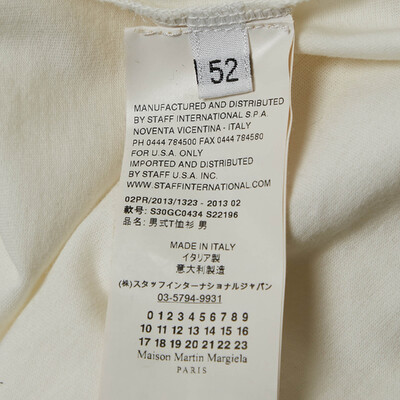 52
MANUFACTURED AND DISTRIBUTED
BY STAFF INTERNATIONAL S.P.A.
NOVENTA VICENTINA - ITALY
PH 0444 784500 FAX 0444 784580
FOR U.S.A. ONLY
IMPORTED AND DISTRIBUTED
BY STAFF U.S.A. INC.
WWW.STAFFINTERNATIONAL.COM
02PR/2013/1323 - 2013 02
款号: S30GC0434 S22196
品名: 男式T恤衫 男
MADE IN ITALY
イタリア製
意大利製造
(株)スタッフインターナショナルジャパン
03-5794-9931
0 1 2 3 4 5 6 7 8 9
10 11 12 13 14 15 16
17 18 19 20 21 22 23
Maison Martin Margiela
PARIS